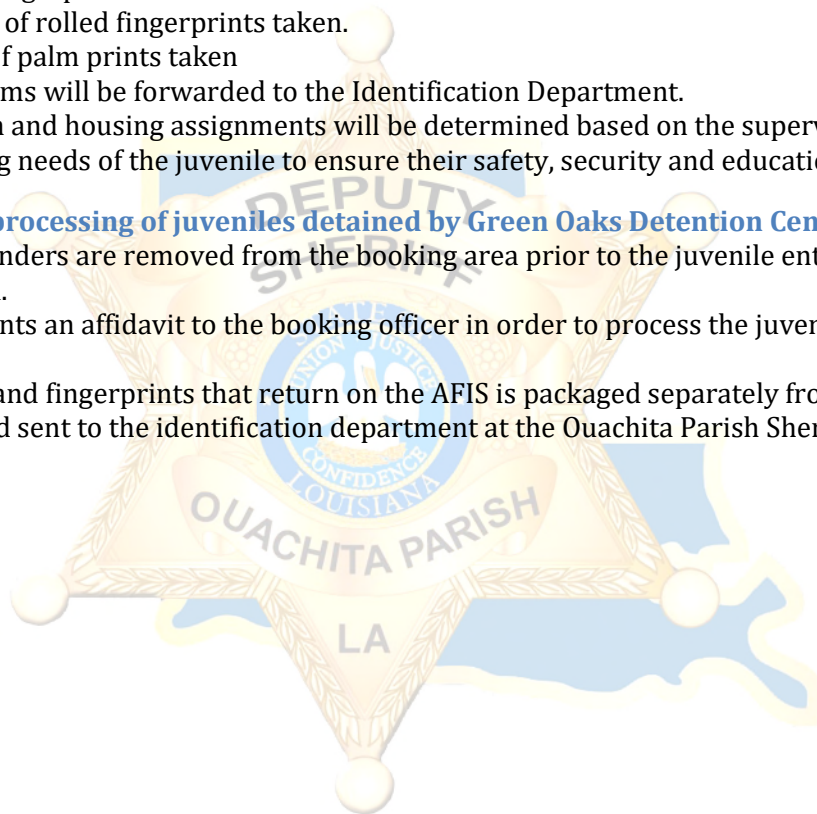 of rolled fingerprints taken.
f palm prints taken
ms will be forwarded to the Identification Department.
and housing assignments will be determined based on the
g needs of the juvenile to ensure their safety, security and
processing of juveniles detained by Green Oaks Detention Cen
nders are removed from the booking area prior to the juvenile ent
nts an affidavit to the booking officer in order to process the juven
and fingerprints that return on the AFIS is packaged separately fro
d sent to the identification department at the Ouachita Parish Sher
DEPUTY
SHERIFF
STATE OF
UNION JUSTICE
CONFIDENCE
LOUISIANA
OUACHITA PARISH
LA